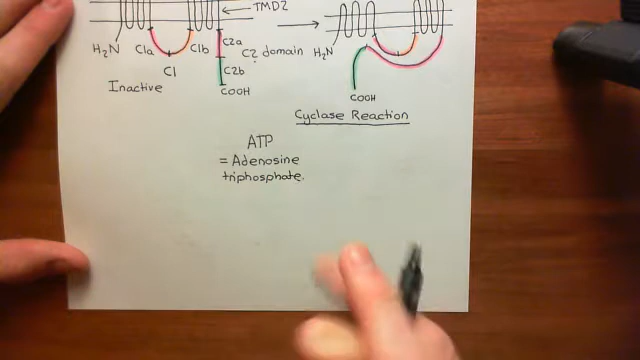 TMD2
H₂N C1a C1b C2a C2 domain H₂N
C1 C2b
Inactive COOH
COOH
Cyclase Reaction
ATP
= Adenosine
triphosphate.